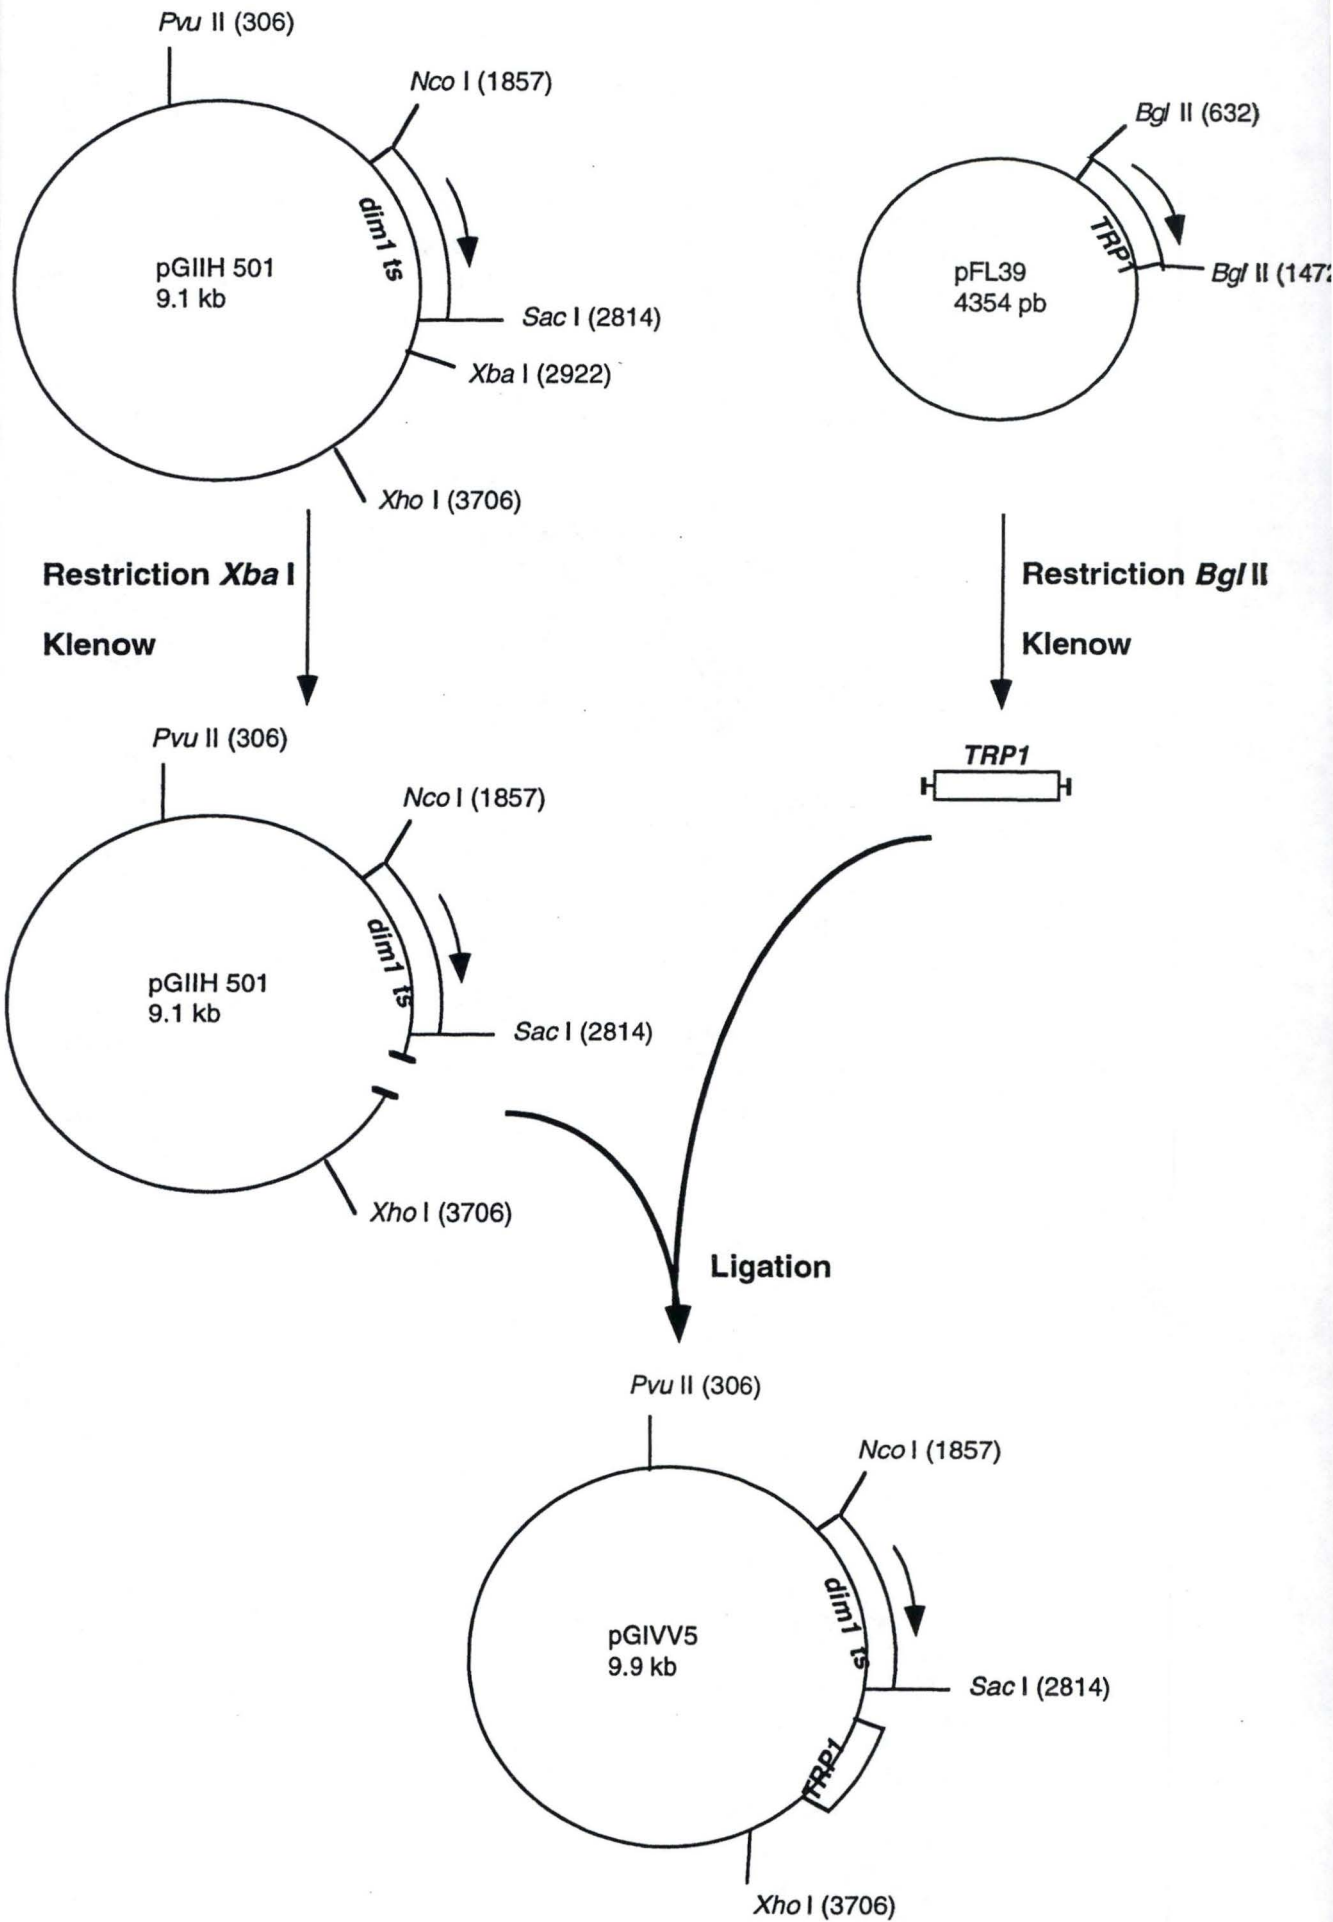 Pvu II (306)
Nco I (1857)
dim1 ts
pGIIH 501
9.1 kb
Sac I (2814)
Xba I (2922)
Xho I (3706)
Bgl II (632)
TRP1
pFL39
4354 pb
Bgl II (1472
Restriction Xba I
Klenow
Restriction Bgl II
Klenow
Pvu II (306)
Nco I (1857)
dim1 ts
pGIIH 501
9.1 kb
Sac I (2814)
Xho I (3706)
TRP1
Ligation
Pvu II (306)
Nco I (1857)
dim1 ts
pGIVV5
9.9 kb
Sac I (2814)
TRP1
Xho I (3706)